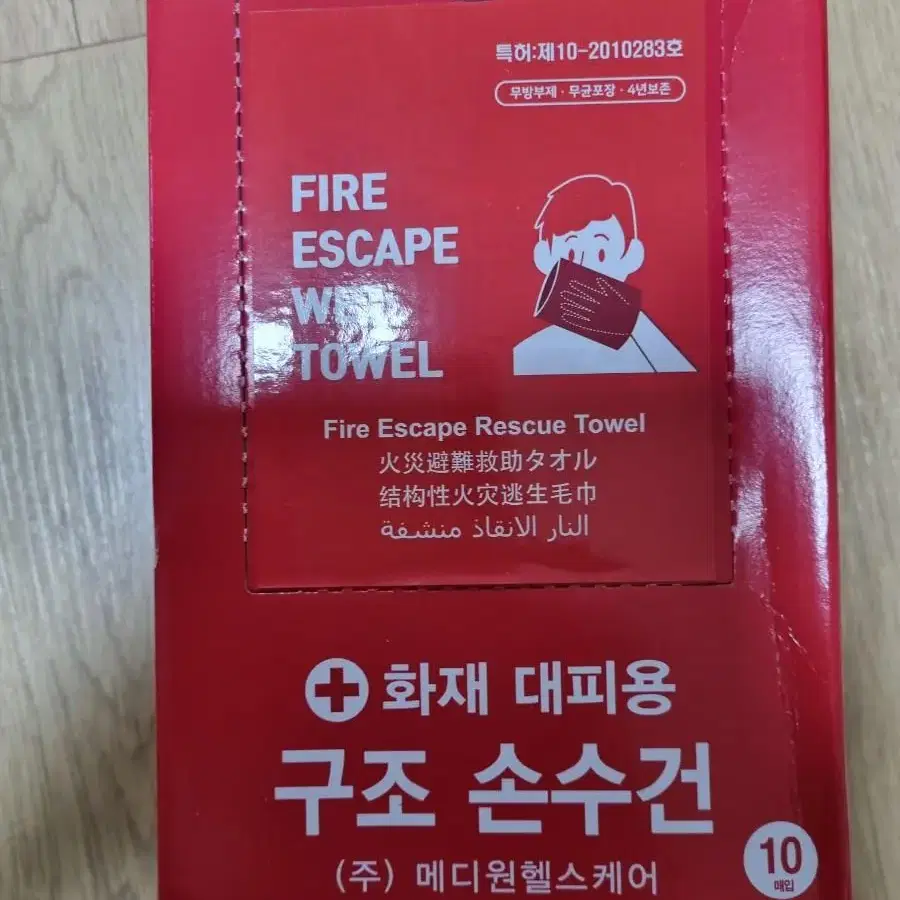 특허:제10-2010283호
무방부제 · 무균포장 · 4년보존
FIRE
ESCAPE
WET
TOWEL
Fire Escape Rescue Towel
火災避難救助タオル
结构性火灾逃生毛巾
النار الانقاذ منشفة
화재 대피용
구조 손수건
(주) 메디원헬스케어
10
매입